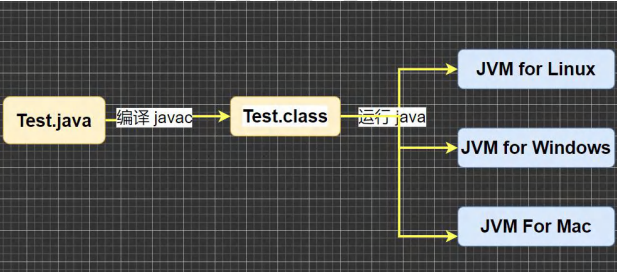 Test.java
编译 javac
Test.class
运行 java
JVM for Linux
JVM for Windows
JVM For Mac